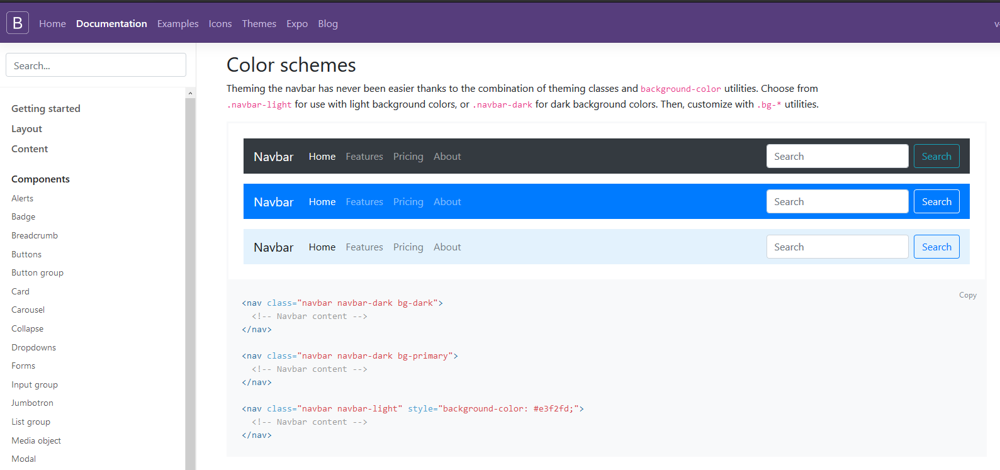 B Home Documentation Examples Icons Themes Expo Blog
Search...
Getting started
Layout
Content
Components
Alerts
Badge
Breadcrumb
Buttons
Button group
Card
Carousel
Collapse
Dropdowns
Forms
Input group
Jumbotron
List group
Media object
Modal
Color schemes
Theming the navbar has never been easier thanks to the combination of theming classes and background-color utilities. Choose from
.navbar-light for use with light background colors, or .navbar-dark for dark background colors. Then, customize with .bg-* utilities.
Navbar Home Features Pricing About Search Search
Navbar Home Features Pricing About Search Search
Navbar Home Features Pricing About Search Search
Copy
<nav class="navbar navbar-dark bg-dark">
  <!-- Navbar content -->
</nav>
<nav class="navbar navbar-dark bg-primary">
  <!-- Navbar content -->
</nav>
<nav class="navbar navbar-light" style="background-color: #e3f2fd;">
  <!-- Navbar content -->
</nav>